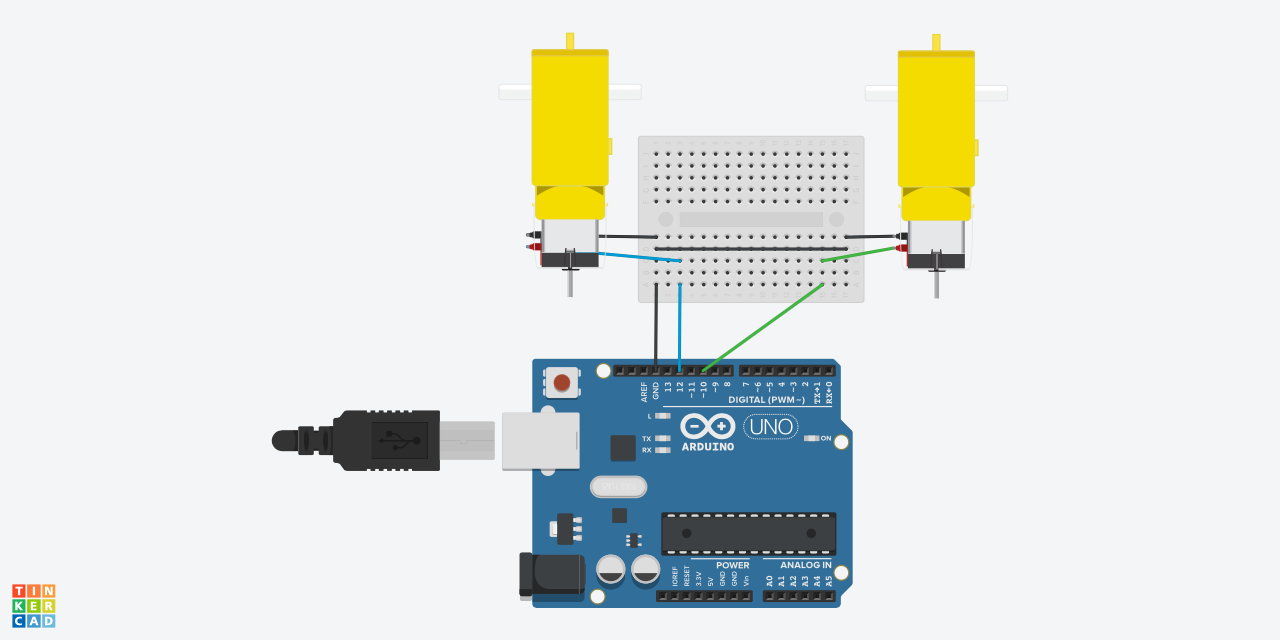 AREF
GND
13
12
~11
~10
~9
8
7
~6
~5
4
~3
2
TX→1
RX←0
DIGITAL (PWM~)
L
TX
RX
ARDUINO
UNO
ON
POWER
ANALOG IN
IOREF
RESET
3.3V
5V
GND
GND
Vin
A0
A1
A2
A3
A4
A5
TIN
KER
CAD